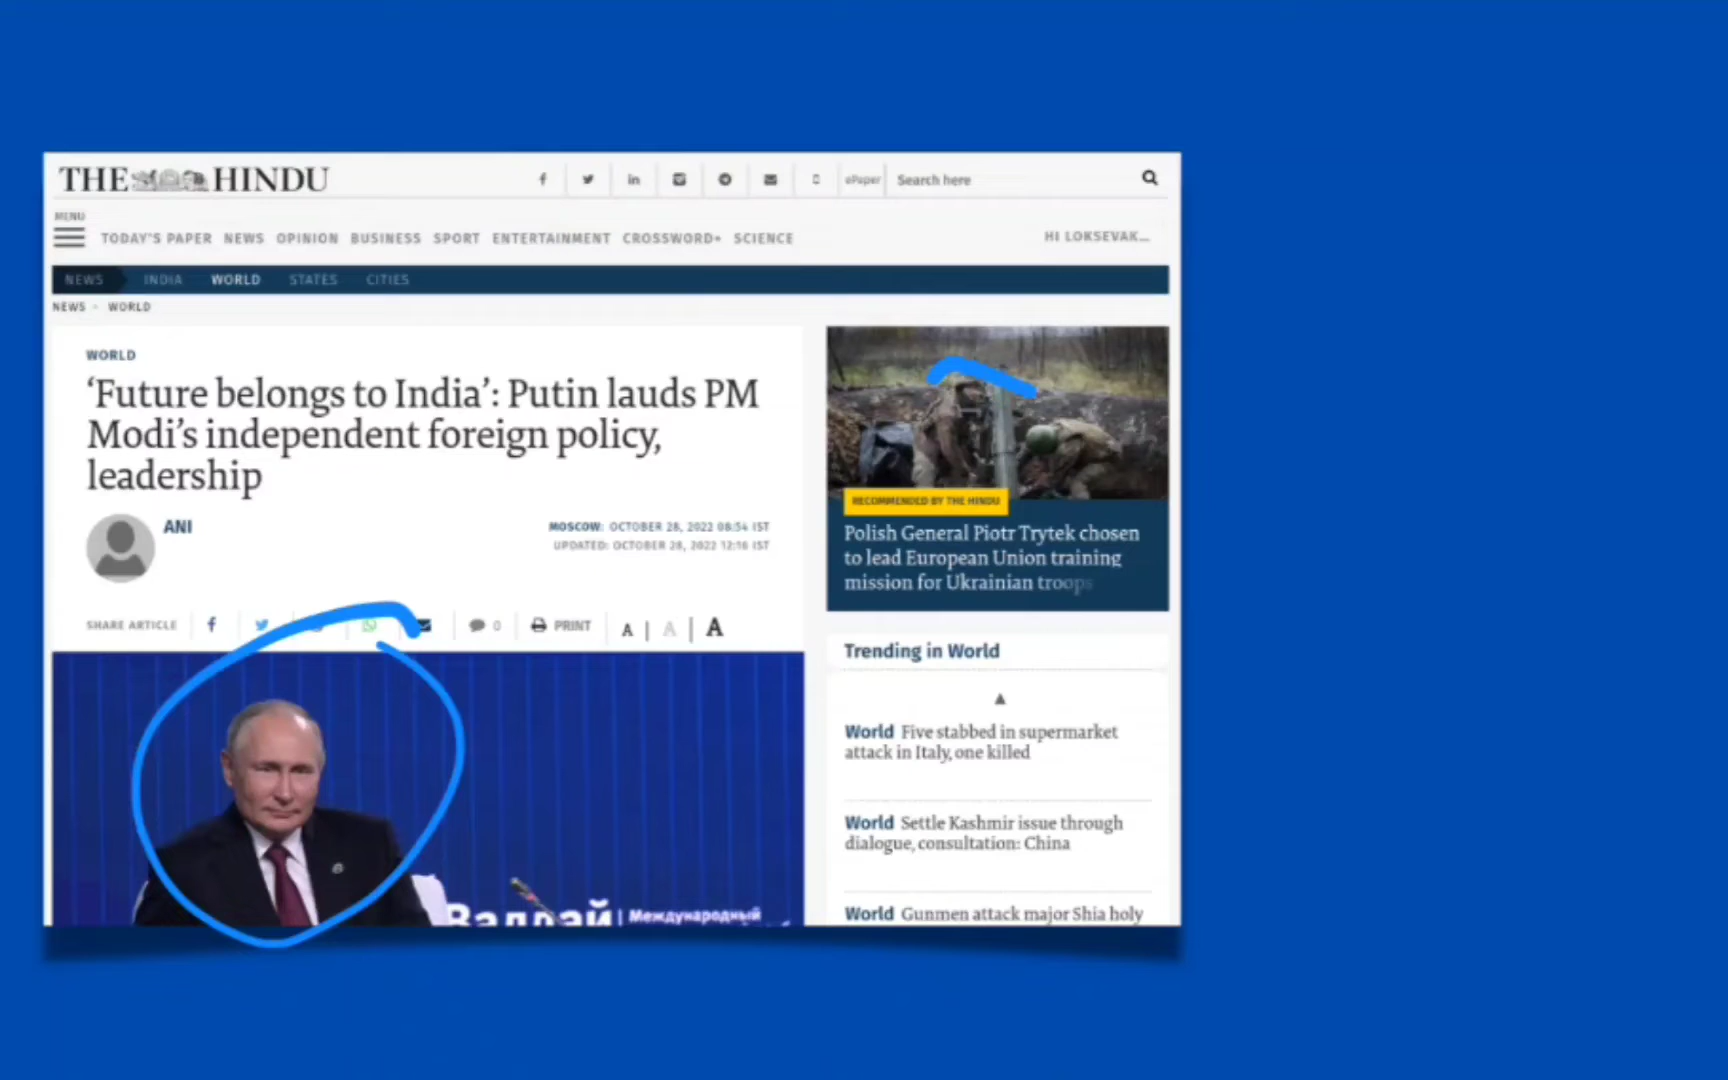 THE HINDU
ePaper
Search here
MENU
TODAY'S PAPER NEWS OPINION BUSINESS SPORT ENTERTAINMENT CROSSWORD+ SCIENCE
HI LOKSEVAK...
NEWS INDIA WORLD STATES CITIES
NEWS WORLD
WORLD
‘Future belongs to India’: Putin lauds PM
Modi’s independent foreign policy,
leadership
ANI
MOSCOW: OCTOBER 28, 2022 08:54 IST
UPDATED: OCTOBER 28, 2022 12:16 IST
SHARE ARTICLE
0
PRINT
A | A | A
Валдай | Международный
RECOMMENDED BY THE HINDU
Polish General Piotr Trytek chosen
to lead European Union training
mission for Ukrainian troops
Trending in World
World Five stabbed in supermarket
attack in Italy, one killed
World Settle Kashmir issue through
dialogue, consultation: China
World Gunmen attack major Shia holy